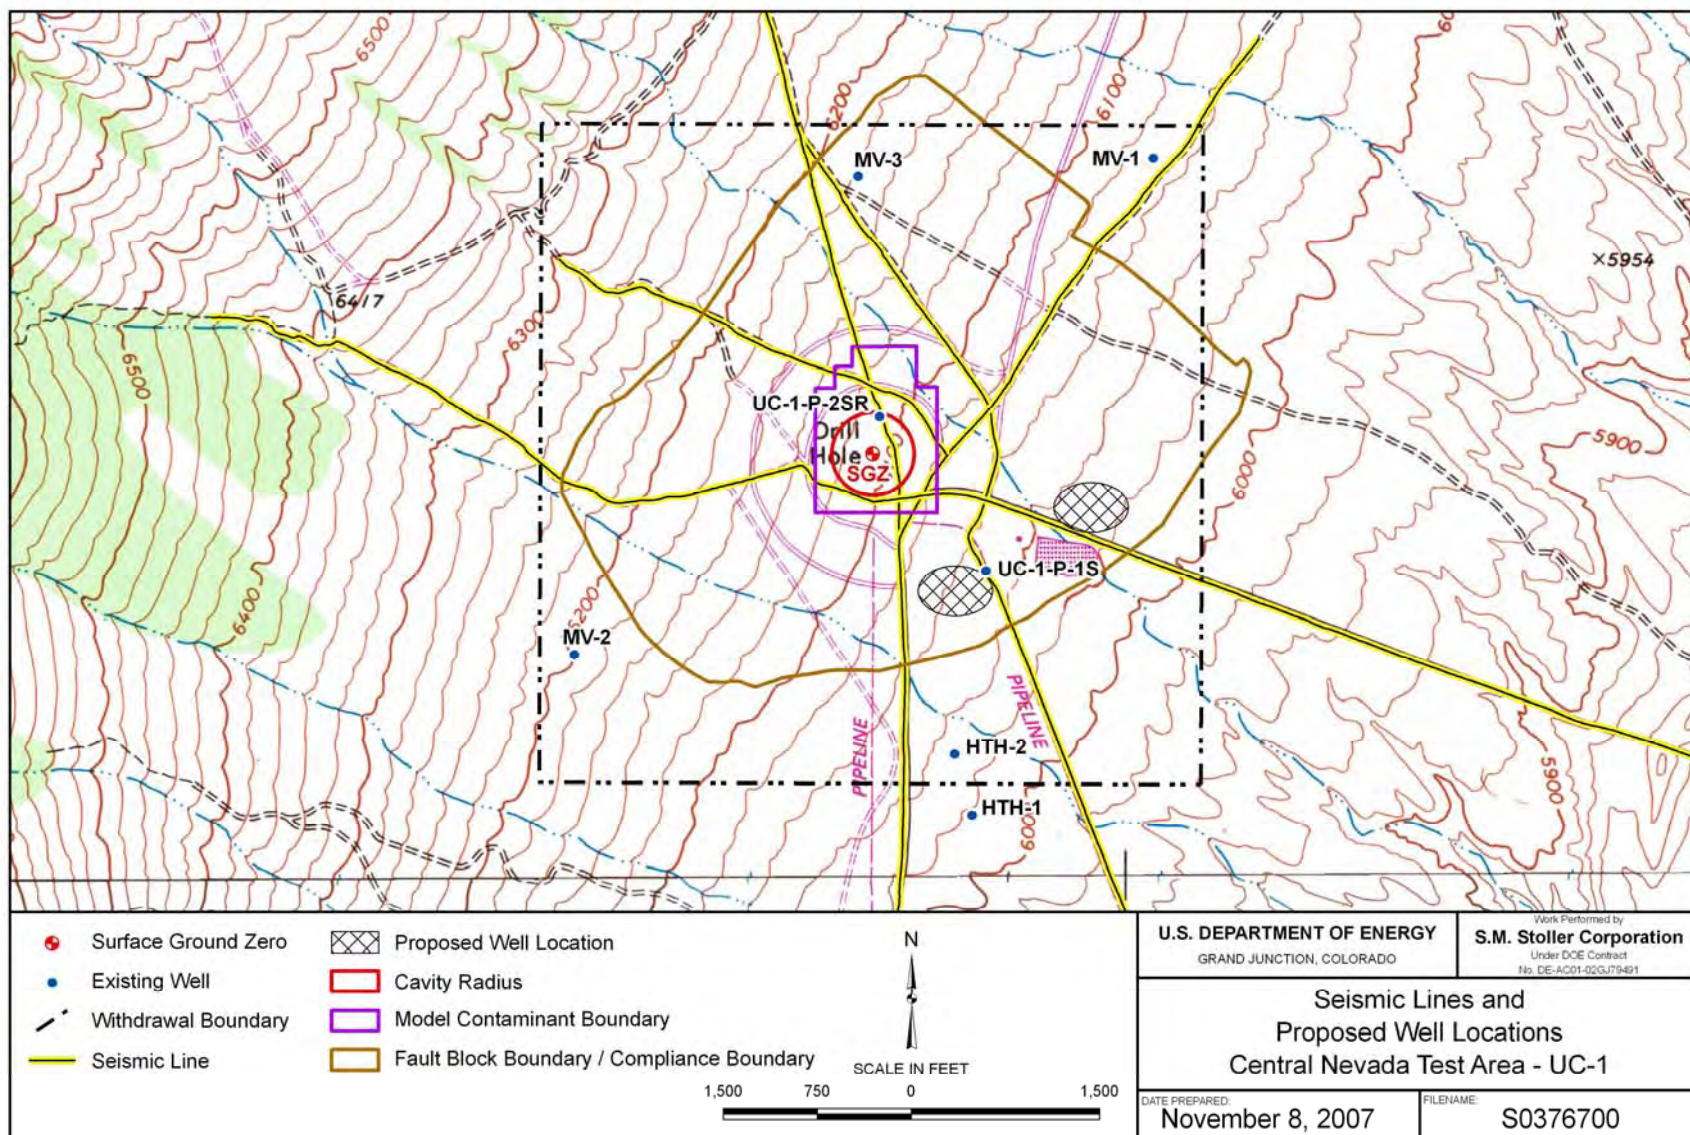 6500
6200
6100
MV-3
MV-1
×5954
6417
6300
6500
UC-1-P-2SR
Drill
Hole
SGZ
5900
6000
UC-1-P-1S
6400
6200
MV-2
PIPELINE
PIPELINE
HTH-2
HTH-1
6000
5900
Surface Ground Zero
Existing Well
Withdrawal Boundary
Seismic Line
Proposed Well Location
Cavity Radius
Model Contaminant Boundary
Fault Block Boundary / Compliance Boundary
N
SCALE IN FEET
1,500 750 0 1,500
U.S. DEPARTMENT OF ENERGY
GRAND JUNCTION, COLORADO
Work Performed by
S.M. Stoller Corporation
Under DOE Contract
No. DE-AC01-02GJ79491
Seismic Lines and
Proposed Well Locations
Central Nevada Test Area - UC-1
DATE PREPARED:
November 8, 2007
FILENAME:
S0376700